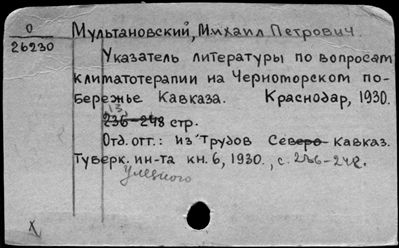 0
26230
Мультановский, Михаил Петрович.
Указатель литературы по вопросам
климатотерапии на Черноморском по-
бережье Кавказа. Краснодар, 1930.
13,
236-248 стр.
Отд. отт.: из Трудов Северо-Кавказ.
Туберк. ин-та кн. 6, 1930., с. 236-248.
X